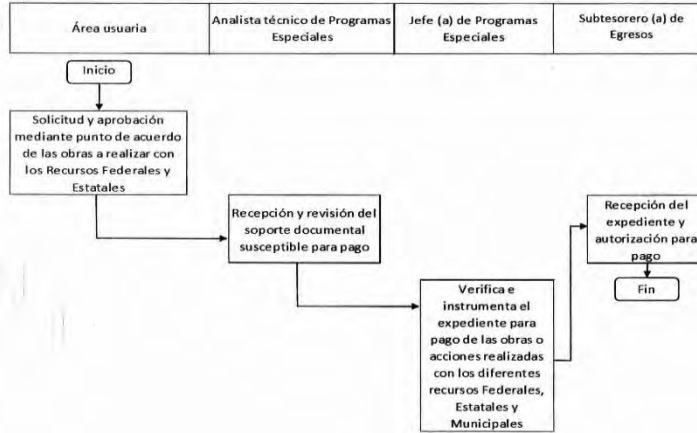 Área usuaria
Analista técnico de Programas
Especiales
Jefe (a) de Programas
Especiales
Subtesorero (a) de
Egresos
Inicio
Solicitud y aprobación
mediante punto de acuerdo
de las obras a realizar con
los Recursos Federales y
Estatales
Recepción y revisión del
soporte documental
susceptible para pago
Verifica e
instrumenta el
expediente para
pago de las obras o
acciones realizadas
con los diferentes
recursos Federales,
Estatales y
Municipales
Recepción del
expediente y
autorización para
pago
Fin